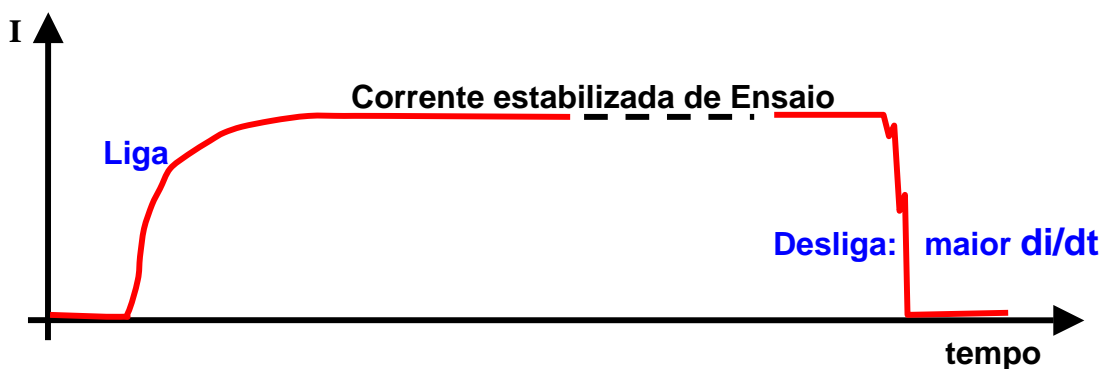 I
Corrente estabilizada de Ensaio
Liga
Desliga: maior di/dt
tempo